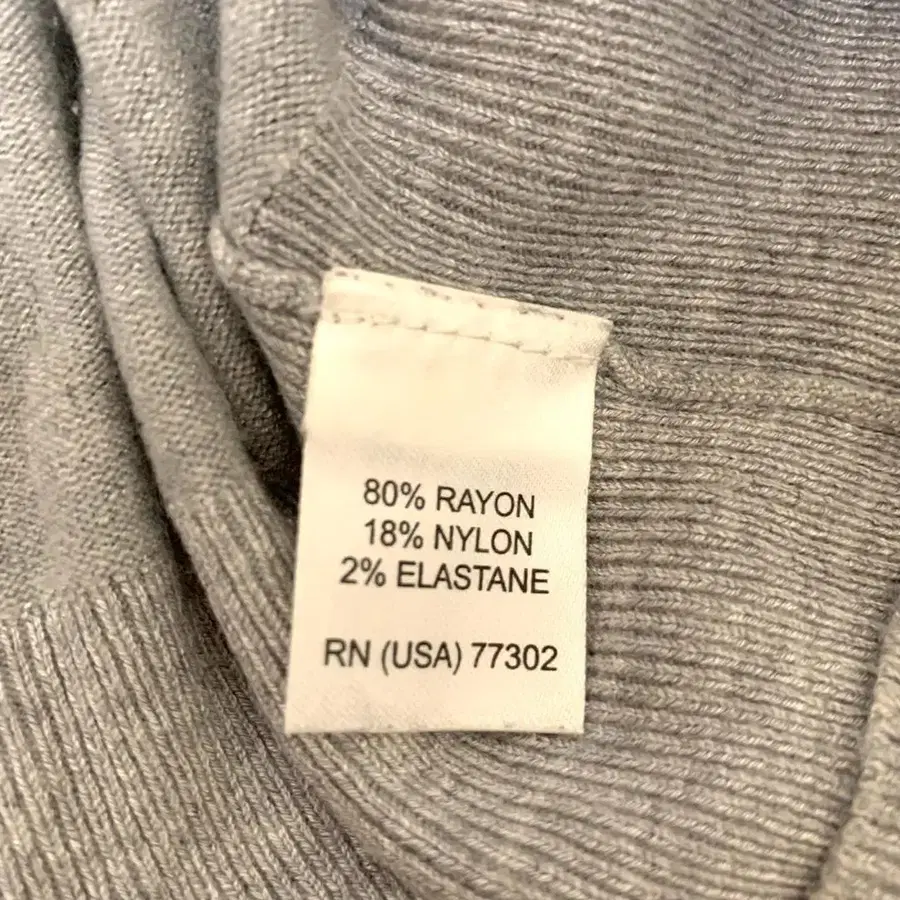 80% RAYON
18% NYLON
2% ELASTANE
RN (USA) 77302